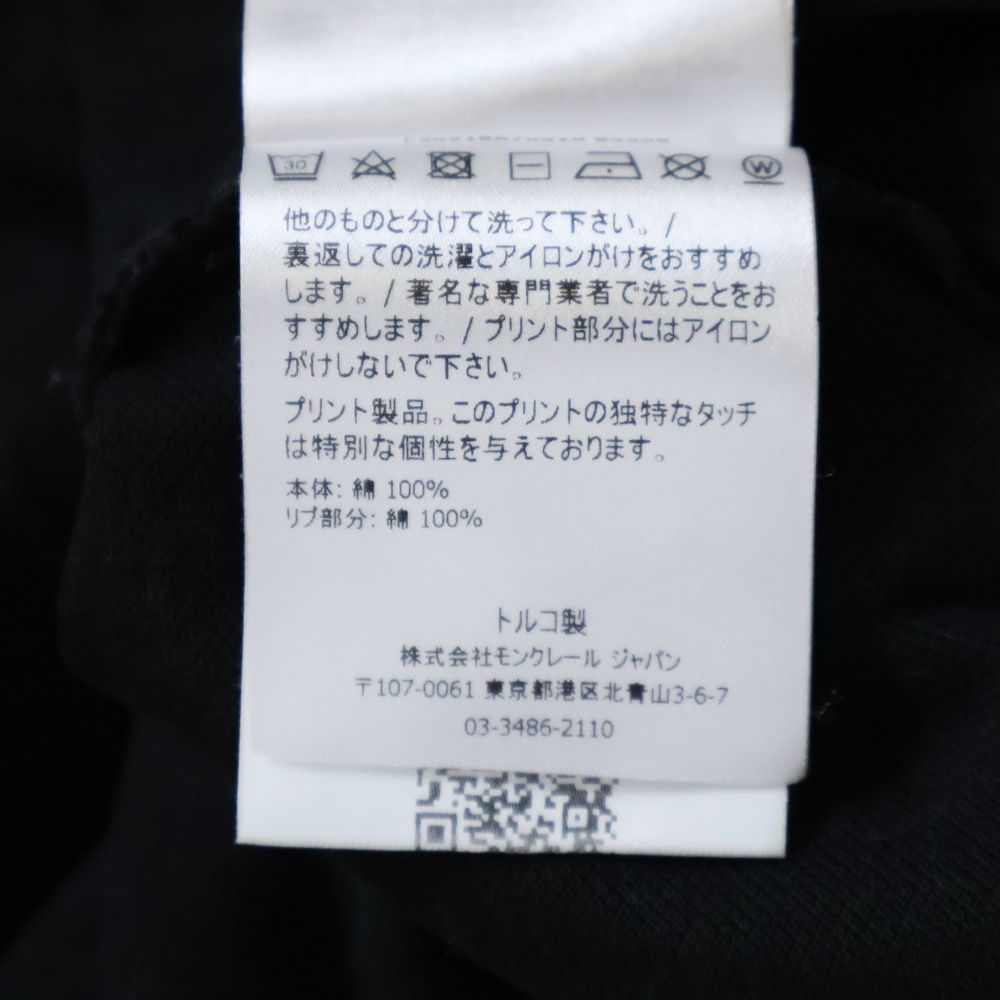 30
W
他のものと分けて洗って下さい。/
裏返しての洗濯とアイロンがけをおすすめ
します。/ 著名な専門業者で洗うことをお
すすめします。/ プリント部分にはアイロン
がけしないで下さい。
プリント製品。このプリントの独特なタッチ
は特別な個性を与えております。
本体: 綿 100%
リブ部分: 綿 100%
トルコ製
株式会社モンクレール ジャパン
〒107-0061 東京都港区北青山3-6-7
03-3486-2110